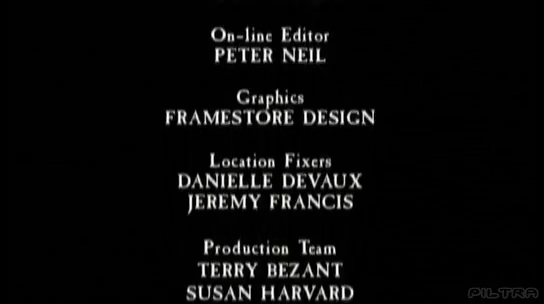 On-line Editor
PETER NEIL
Graphics
FRAMESTORE DESIGN
Location Fixers
DANIELLE DEVAUX
JEREMY FRANCIS
Production Team
TERRY BEZANT
SUSAN HARVARD
PILTRA